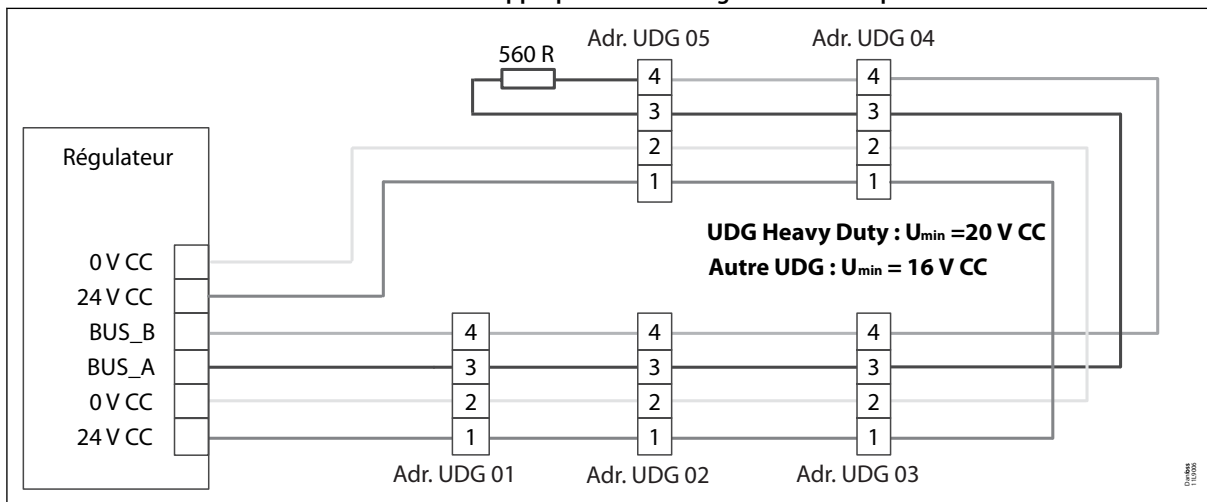 Adr. UDG 05
Adr. UDG 04
560 R
4
4
3
3
2
2
1
1
Régulateur
UDG Heavy Duty : Umin =20 V CC
Autre UDG : Umin = 16 V CC
0 V CC
24 V CC
BUS_B
BUS_A
0 V CC
24 V CC
4
4
4
3
3
3
2
2
2
1
1
1
Adr. UDG 01
Adr. UDG 02
Adr. UDG 03
Danfoss